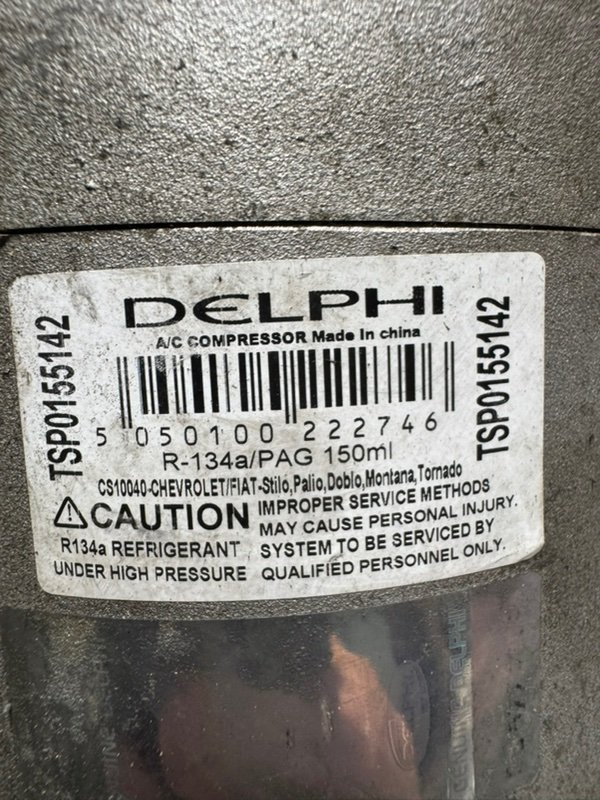 DELPHI
A/C COMPRESSOR Made In china
TSP0155142
TSP0155142
5 050100 222746
R-134a/PAG 150ml
CS10040-CHEVROLET/FIAT-Stilo,Palio,Doblo,Montana,Tornado
CAUTION
R134a REFRIGERANT
UNDER HIGH PRESSURE
IMPROPER SERVICE METHODS
MAY CAUSE PERSONAL INJURY.
SYSTEM TO BE SERVICED BY
QUALIFIED PERSONNEL ONLY.
DELPHI